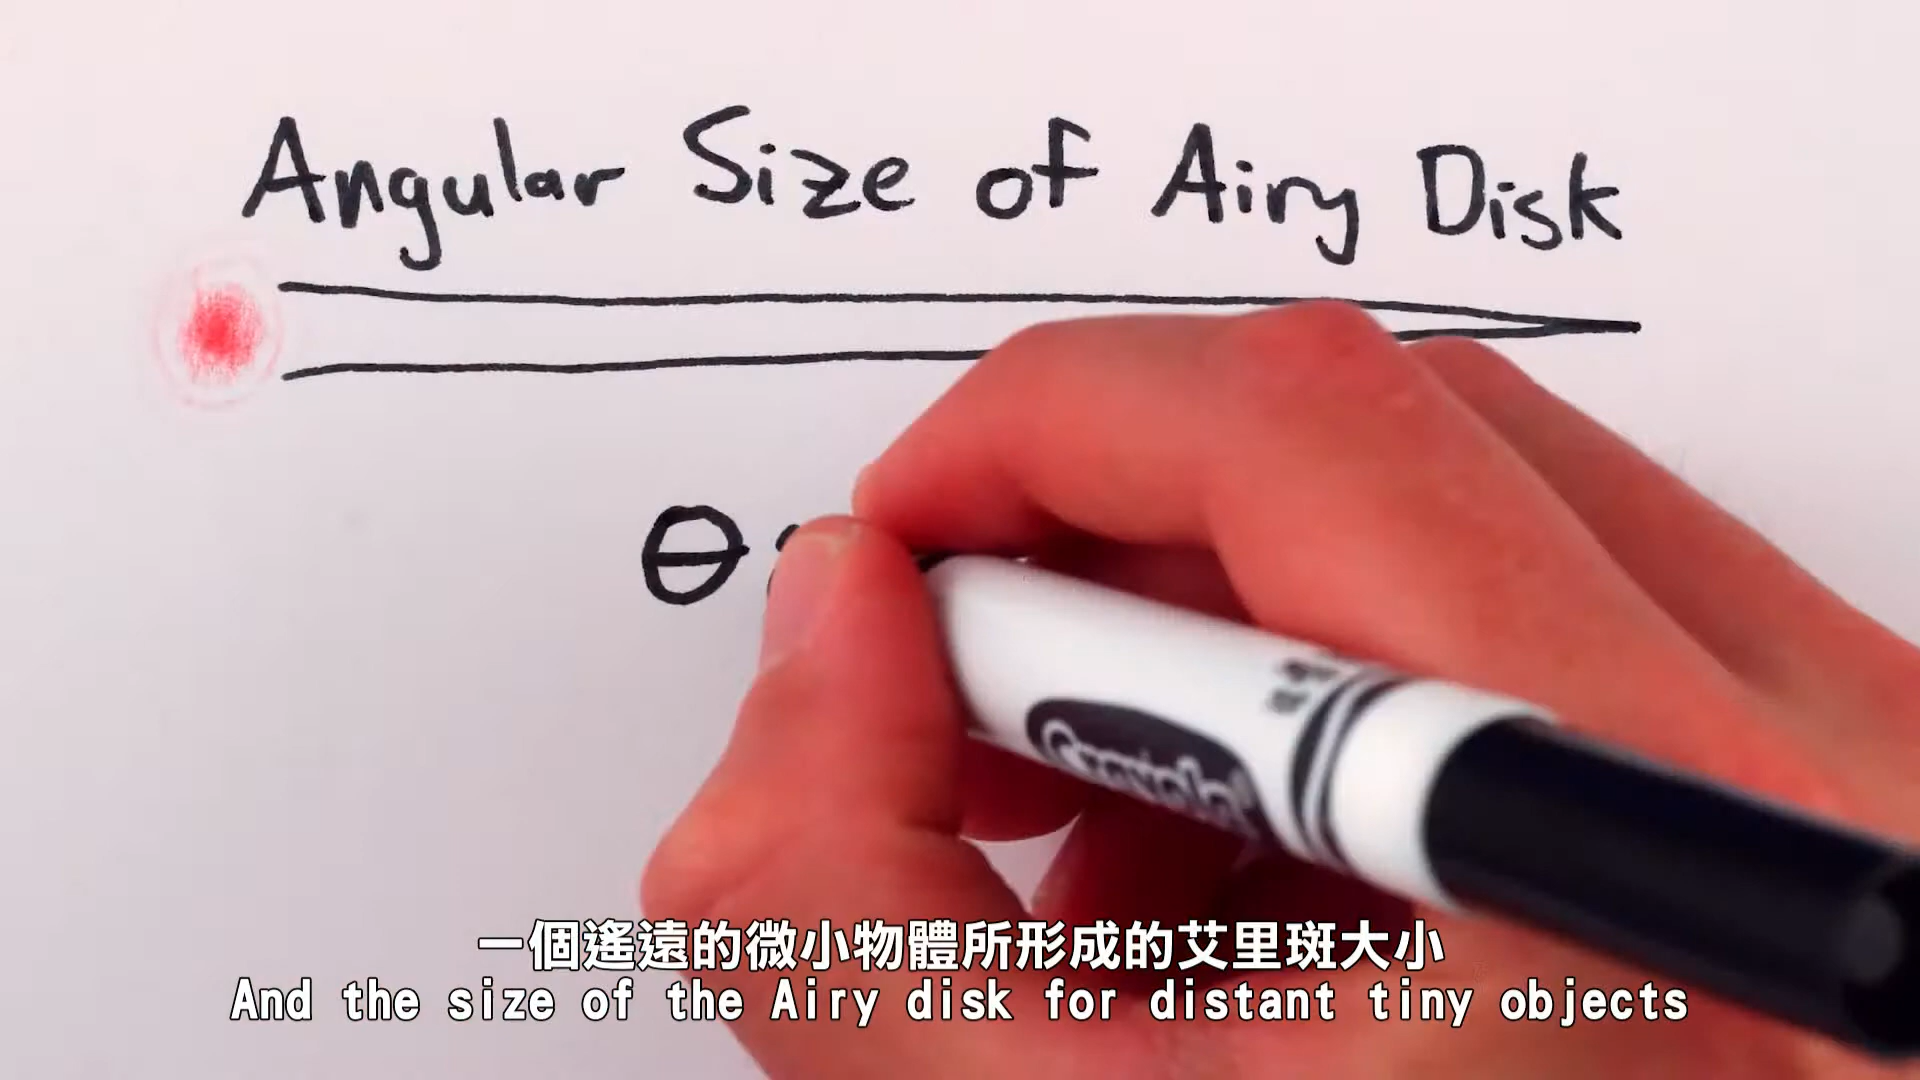 Angular Size of Airy Disk
θ
Crayola
一個遙遠的微小物體所形成的艾里斑大小
And the size of the Airy disk for distant tiny objects